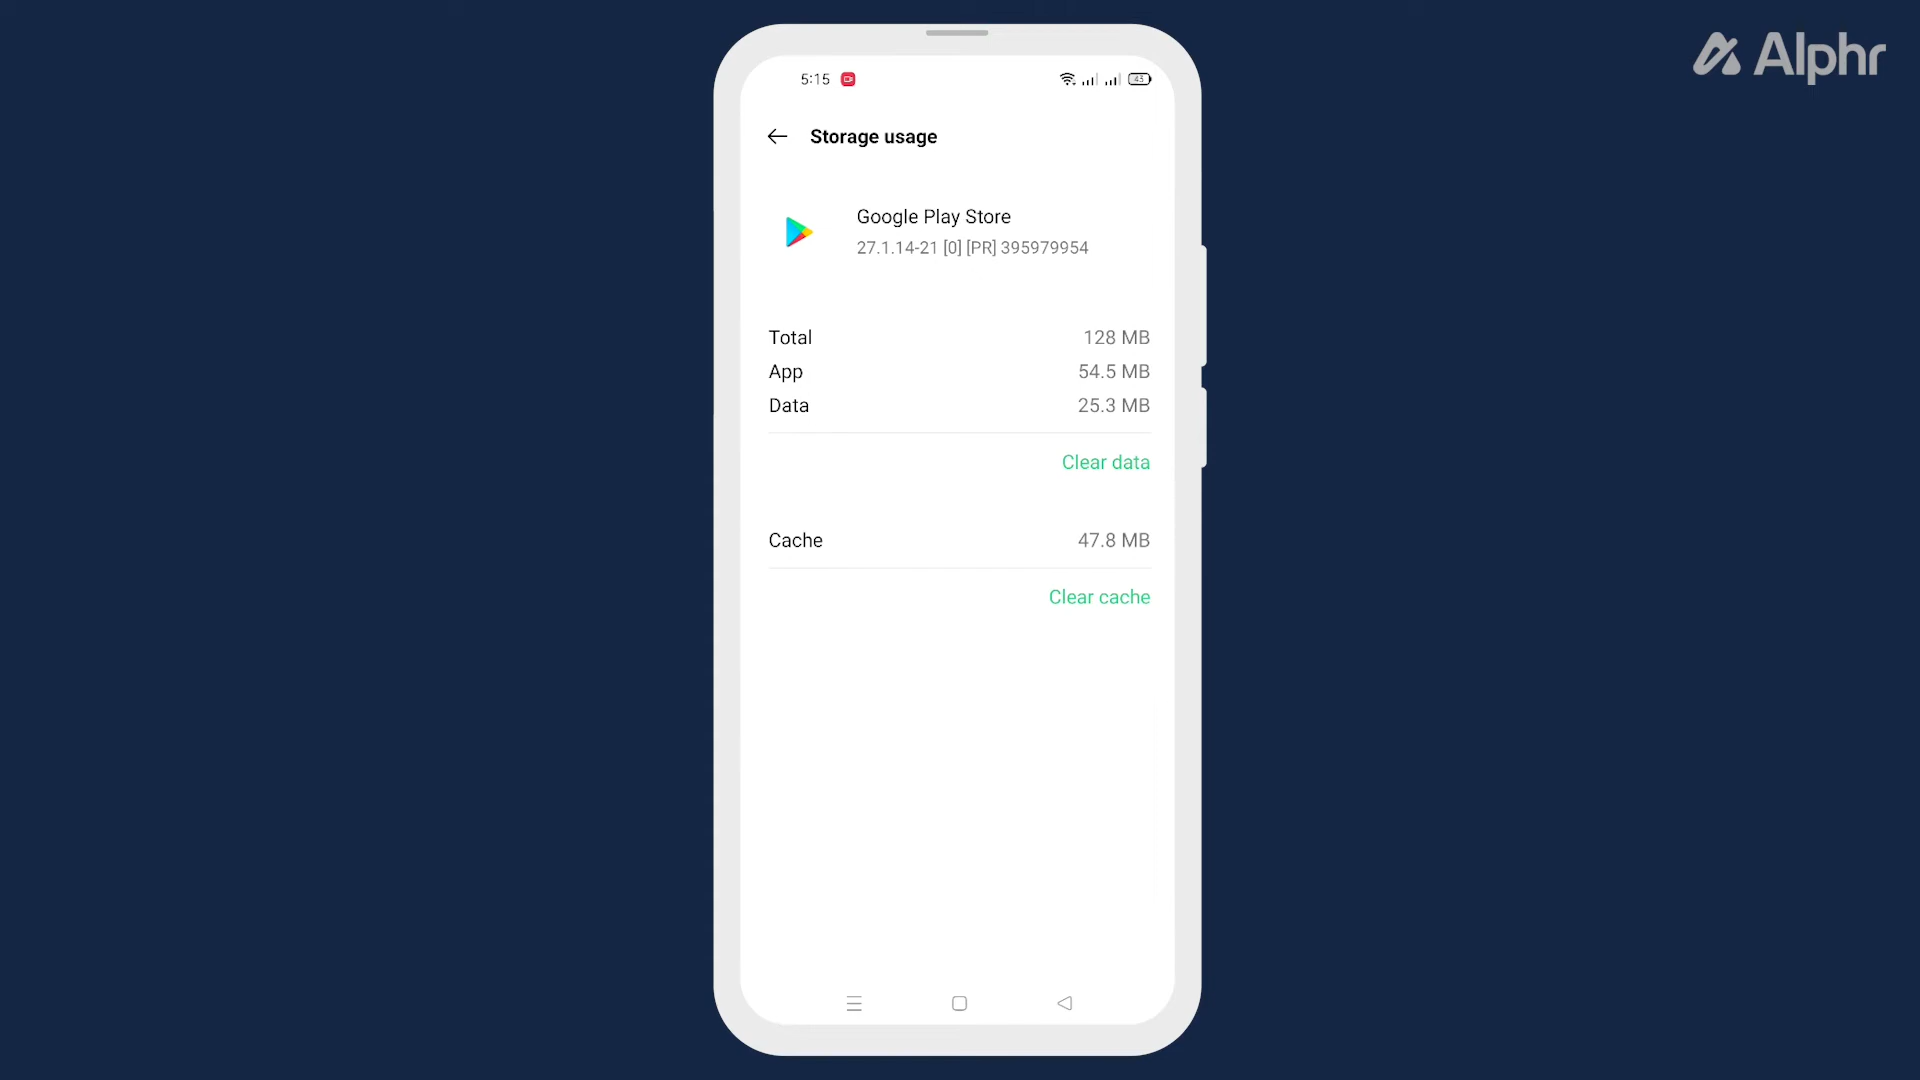 Alphr
5:15
43
Storage usage
Google Play Store
27.1.14-21 [0] [PR] 395979954
Total 128 MB
App 54.5 MB
Data 25.3 MB
Clear data
Cache 47.8 MB
Clear cache